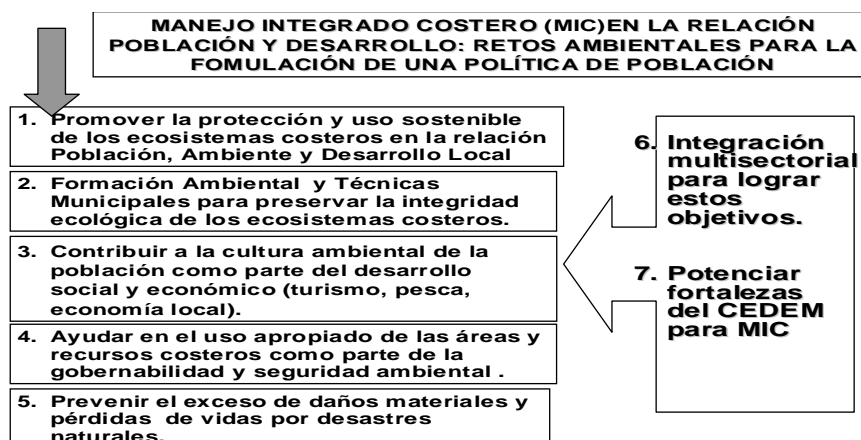 MANEJO INTEGRADO COSTERO (MIC)EN LA RELACIÓN
POBLACIÓN Y DESARROLLO: RETOS AMBIENTALES PARA LA
FOMULACIÓN DE UNA POLÍTICA DE POBLACIÓN
1. Promover la protección y uso sostenible
de los ecosistemas costeros en la relación
Población, Ambiente y Desarrollo Local
2. Formación Ambiental y Técnicas
Municipales para preservar la integridad
ecológica de los ecosistemas costeros.
3. Contribuir a la cultura ambiental de la
población como parte del desarrollo
social y económico (turismo, pesca,
economía local).
4. Ayudar en el uso apropiado de las áreas y
recursos costeros como parte de la
gobernabilidad y seguridad ambiental .
5. Prevenir el exceso de daños materiales y
pérdidas de vidas por desastres
naturales.
6. Integración
multisectorial
para lograr
estos
objetivos.
7. Potenciar
fortalezas
del CEDEM
para MIC